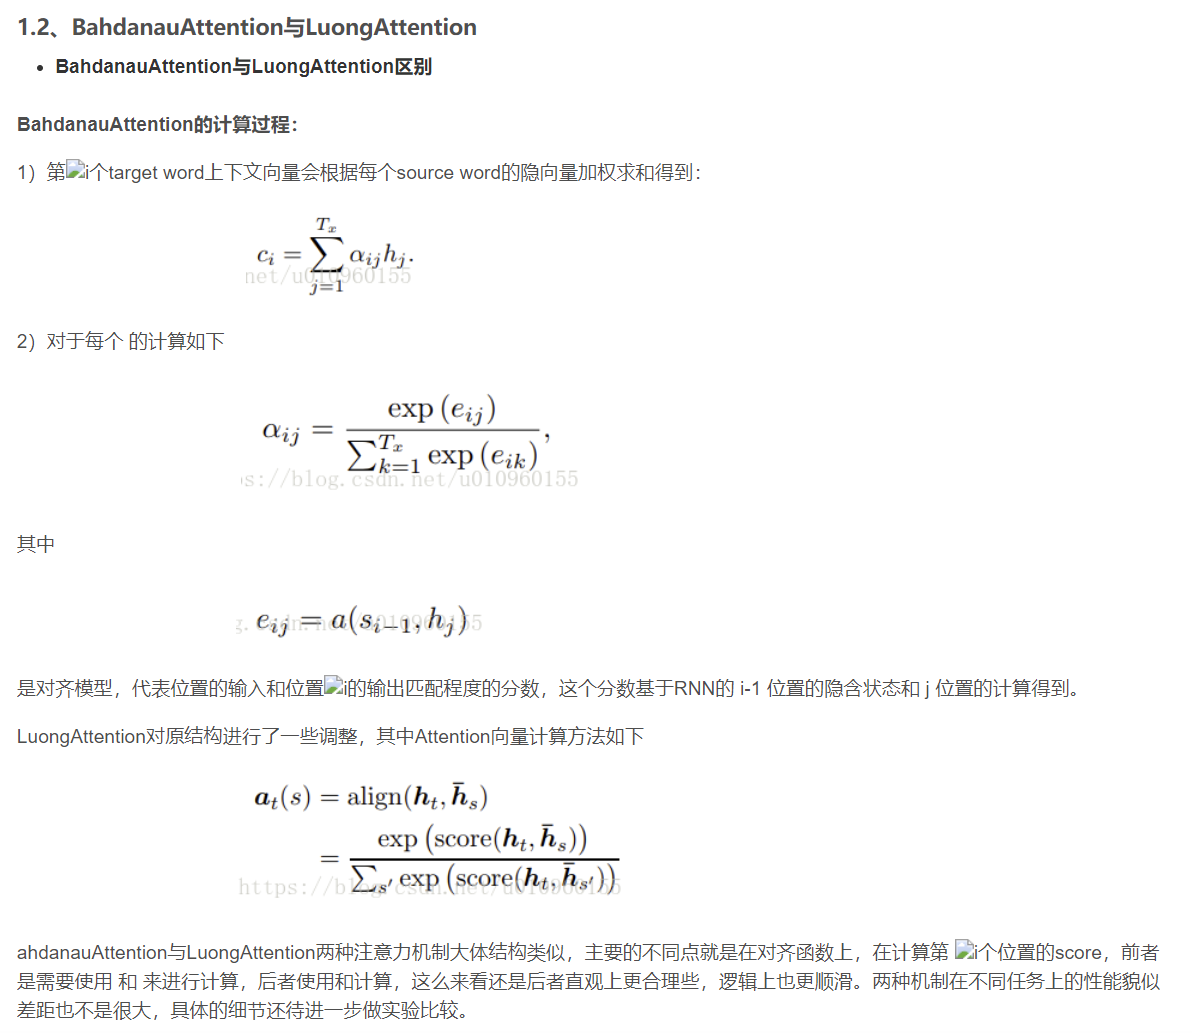 1.2、BahdanauAttention与LuongAttention
• BahdanauAttention与LuongAttention区别
BahdanauAttention的计算过程：
1）第i个target word上下文向量会根据每个source word的隐向量加权求和得到：
c_i = \sum_{j=1}^{T_x} α_{ij} h_j.
net/u010960155
2）对于每个 的计算如下
α_{ij} = \frac{exp (e_{ij})}{\sum_{k=1}^{T_x} exp (e_{ik})},
s://blog.csdn.net/u010960155
其中
e_{ij} = a(s_{i−1}, h_j)
g.csdn.net/u010960155
是对齐模型，代表位置的输入和位置i的输出匹配程度的分数，这个分数基于RNN的 i-1 位置的隐含状态和 j 位置的计算得到。
LuongAttention对原结构进行了一些调整，其中Attention向量计算方法如下
a_t(s) = align(h_t, \bar{h}_s)
= \frac{exp (score(h_t, \bar{h}_s))}{\sum_{s'} exp (score(h_t, \bar{h}_{s'}))}
https://blog.csdn.net/u010960155
ahdanauAttention与LuongAttention两种注意力机制大体结构类似，主要的不同点就是在对齐函数上，在计算第 i个位置的score，前者
是需要使用 和 来进行计算，后者使用和计算，这么来看还是后者直观上更合理些，逻辑上也更顺滑。两种机制在不同任务上的性能貌似
差距也不是很大，具体的细节还待进一步做实验比较。